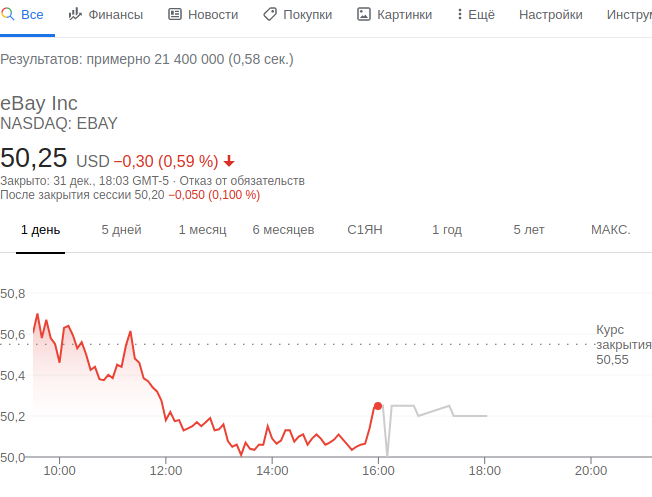 Все Финансы Новости Покупки Картинки Ещё Настройки Инстру
Результатов: примерно 21 400 000 (0,58 сек.)
eBay Inc
NASDAQ: EBAY
50,25 USD −0,30 (0,59 %)
Закрыто: 31 дек., 18:03 GMT-5 · Отказ от обязательств
После закрытия сессии 50,20 −0,050 (0,100 %)
1 день 5 дней 1 месяц 6 месяцев С1ЯН 1 год 5 лет МАКС.
50,8
50,6
50,4
50,2
50,0
Курс
закрытия
50,55
10:00 12:00 14:00 16:00 18:00 20:00